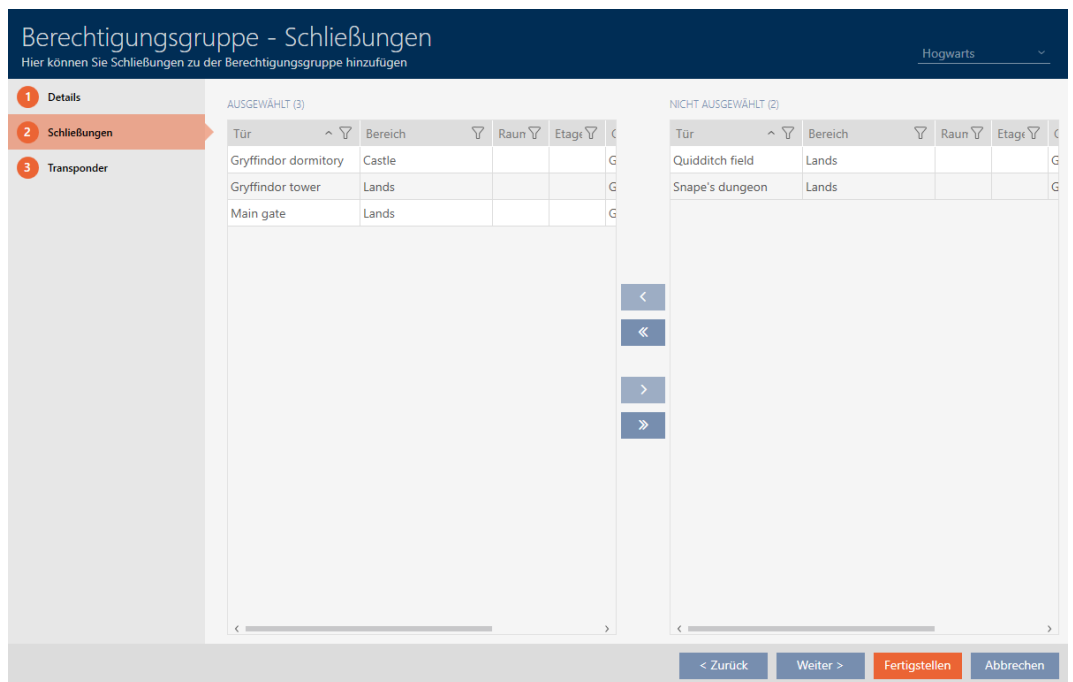 Berechtigungsgruppe - Schließungen
Hier können Sie Schließungen zu der Berechtigungsgruppe hinzufügen
Hogwarts
1 Details
2 Schließungen
3 Transponder
AUSGEWÄHLT (3)
Tür Bereich Raum Etage
Gryffindor dormitory Castle G
Gryffindor tower Lands G
Main gate Lands G
NICHT AUSGEWÄHLT (2)
Tür Bereich Raum Etage
Quidditch field Lands G
Snape's dungeon Lands G
< Zurück Weiter > Fertigstellen Abbrechen